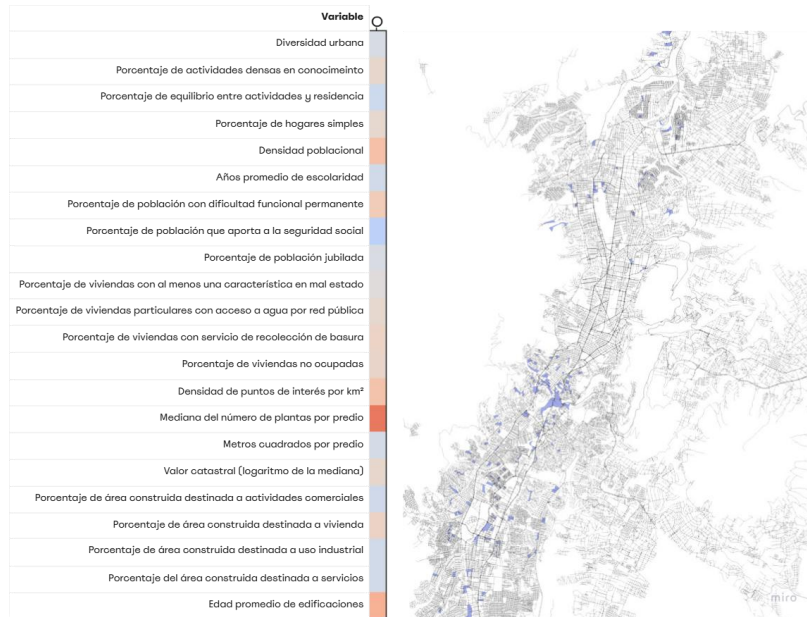 Variable
Diversidad urbana
Porcentaje de actividades densas en conocimeinto
Porcentaje de equilibrio entre actividades y residencia
Porcentaje de hogares simples
Densidad poblacional
Años promedio de escolaridad
Porcentaje de población con dificultad funcional permanente
Porcentaje de población que aporta a la seguridad social
Porcentaje de población jubilada
Porcentaje de viviendas con al menos una característica en mal estado
Porcentaje de viviendas particulares con acceso a agua por red pública
Porcentaje de viviendas con servicio de recolección de basura
Porcentaje de viviendas no ocupadas
Densidad de puntos de interés por km²
Mediana del número de plantas por predio
Metros cuadrados por predio
Valor catastral (logaritmo de la mediana)
Porcentaje de área construida destinada a actividades comerciales
Porcentaje de área construida destinada a vivienda
Porcentaje de área construida destinada a uso industrial
Porcentaje del área construida destinada a servicios
Edad promedio de edificaciones
miro